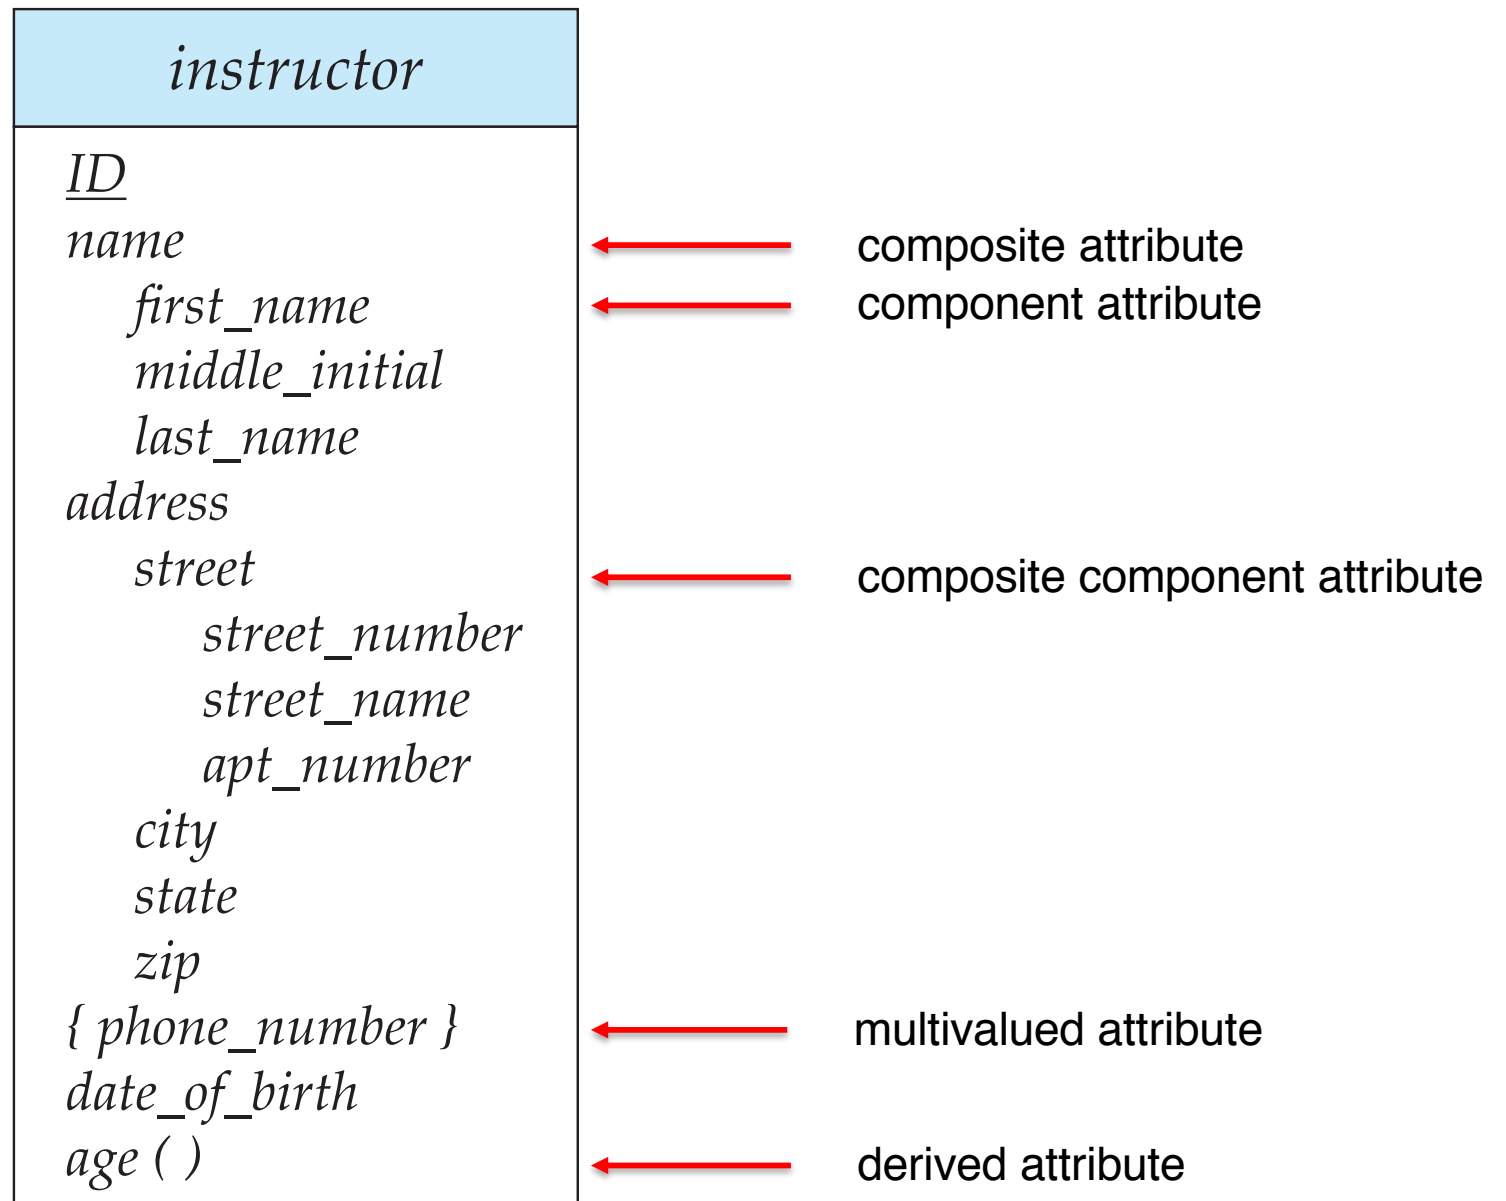 instructor
ID
name
composite attribute
first_name
component attribute
middle_initial
last_name
address
street
composite component attribute
street_number
street_name
apt_number
city
state
zip
{ phone_number }
multivalued attribute
date_of_birth
age ( )
derived attribute